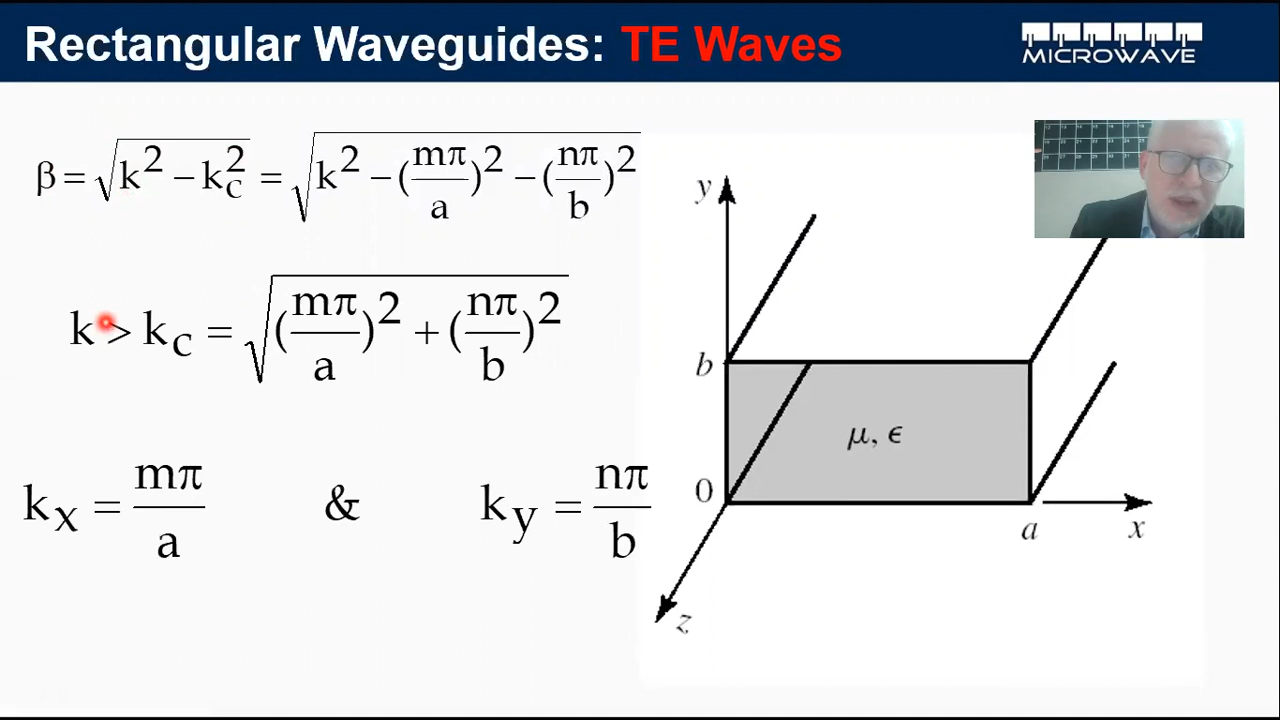 Rectangular Waveguides: TE Waves
MICROWAVE
β = √(k² − k_c²) = √(k² − (mπ/a)² − (nπ/b)²)
k > k_c = √((mπ/a)² + (nπ/b)²)
k_x = mπ/a & k_y = nπ/b
y
b
μ, ϵ
0
a
x
z